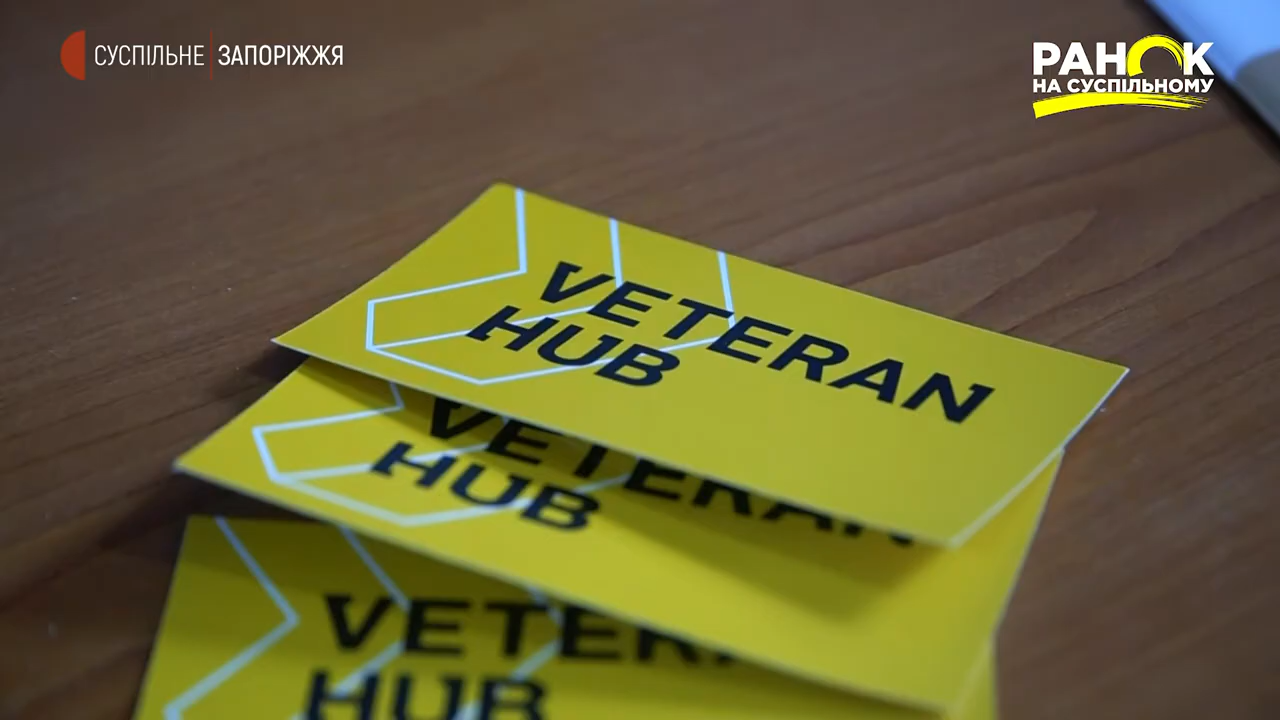 СУСПІЛЬНЕ ЗАПОРІЖЖЯ
РАНОК
НА СУСПІЛЬНОМУ
VETERAN
HUB
VETERAN
HUB
VETERAN
HUB